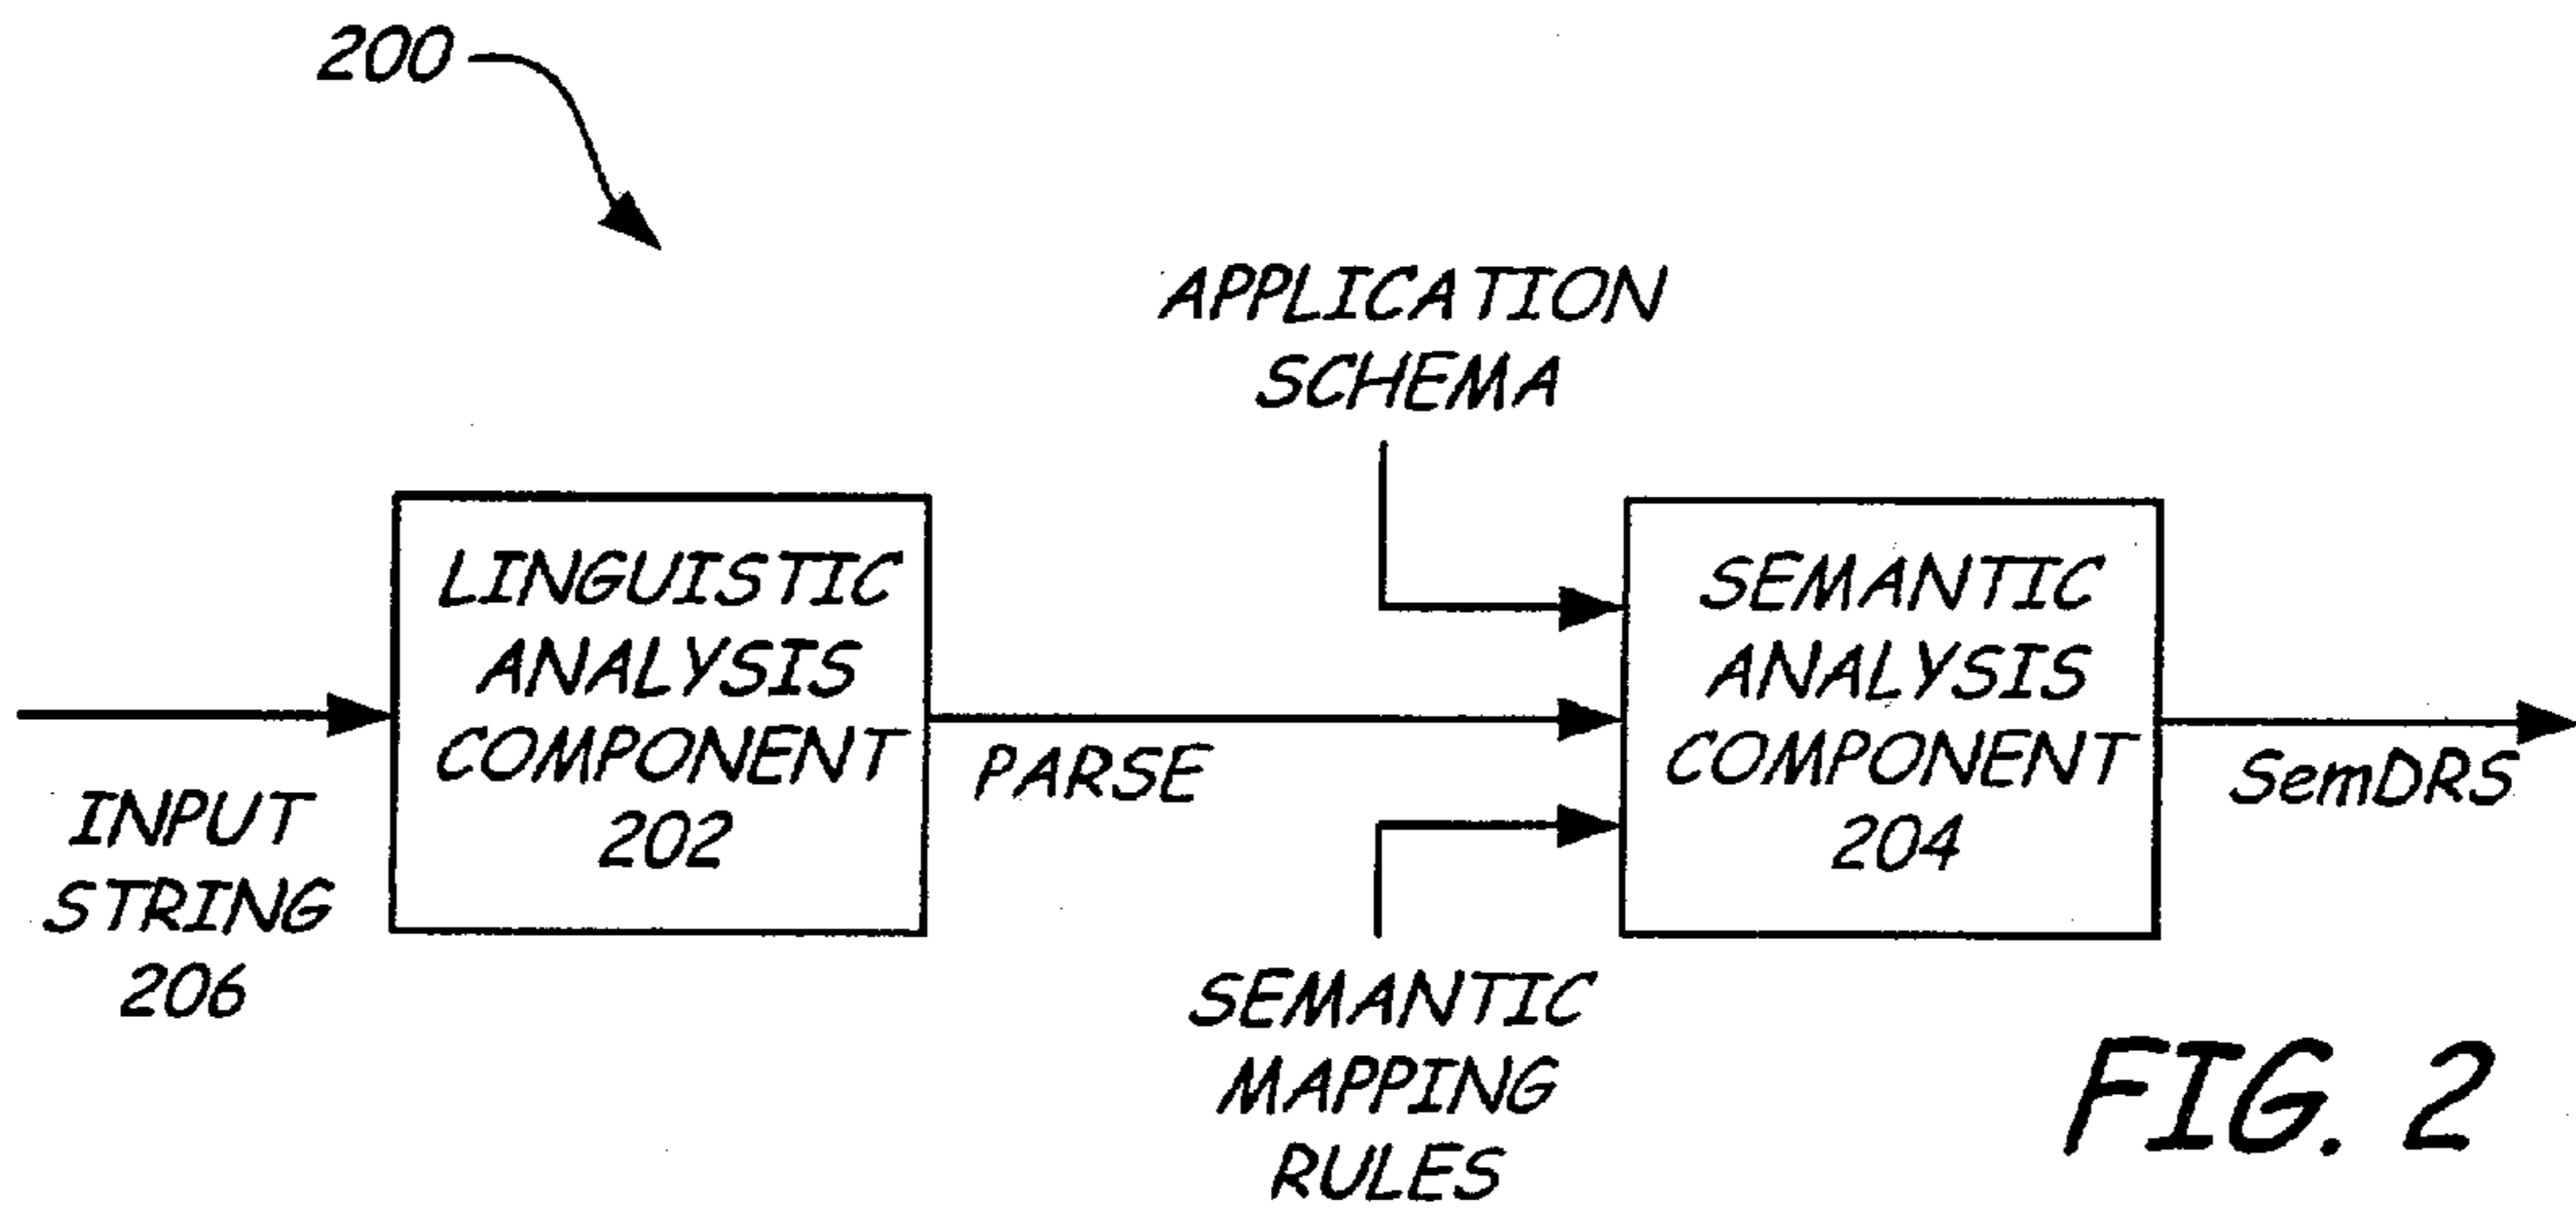 200
APPLICATION
SCHEMA
LINGUISTIC
ANALYSIS
COMPONENT
202
SEMANTIC
ANALYSIS
COMPONENT
204
INPUT
STRING
206
PARSE
SemDRS
SEMANTIC
MAPPING
RULES
FIG. 2